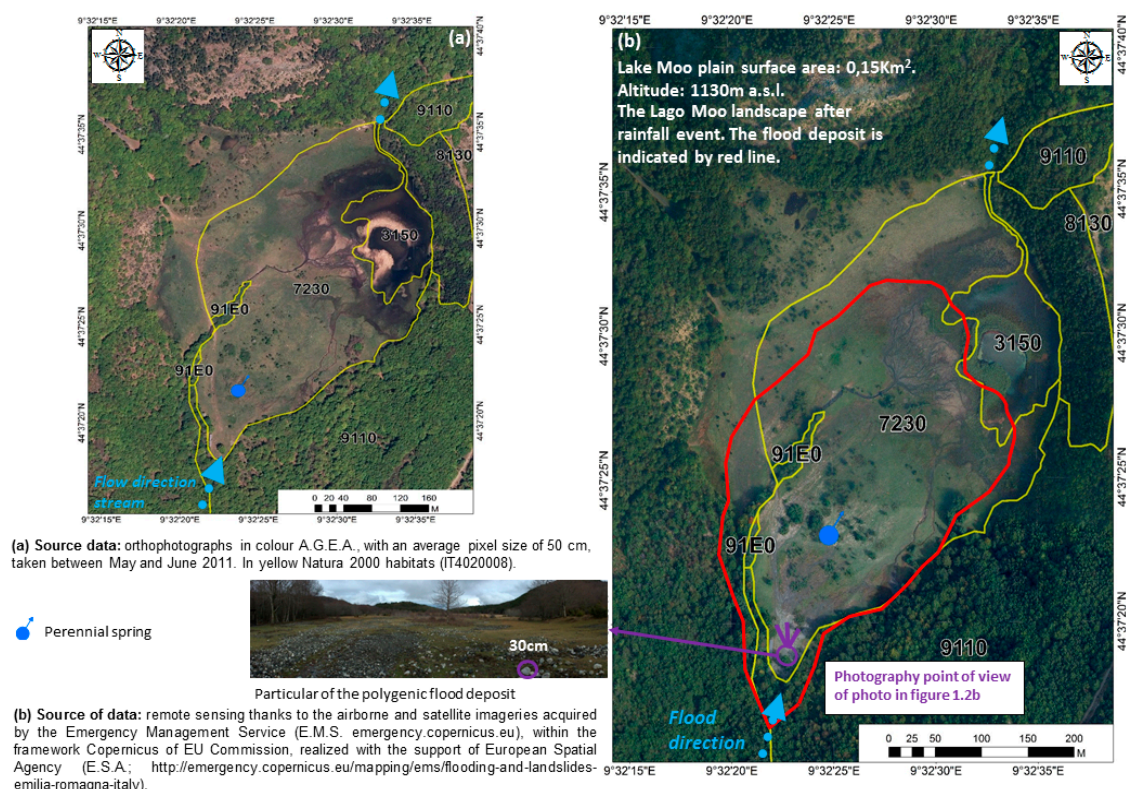 9°32'15"E 9°32'20"E 9°32'25"E 9°32'30"E 9°32'35"E
(a)
N
W E
S
44°37'40"N
44°37'35"N 44°37'35"N
44°37'30"N 44°37'30"N
44°37'25"N 44°37'25"N
44°37'20"N 44°37'20"N
9110
8130
3150
7230
91E0
91E0
9110
Flow direction
stream
0 20 40 80 120 160
M
9°32'15"E 9°32'20"E 9°32'25"E 9°32'30"E 9°32'35"E
(a) Source data: orthophotographs in colour A.G.E.A., with an average pixel size of 50 cm,
taken between May and June 2011. In yellow Natura 2000 habitats (IT4020008).
Perennial spring
30cm
Particular of the polygenic flood deposit
(b) Source of data: remote sensing thanks to the airborne and satellite imageries acquired
by the Emergency Management Service (E.M.S. emergency.copernicus.eu), within the
framework Copernicus of EU Commission, realized with the support of European Spatial
Agency (E.S.A.; http://emergency.copernicus.eu/mapping/ems/flooding-and-landslides-
emilia-romagna-italy).
9°32'20"E 9°32'25"E 9°32'30"E 9°32'35"E
(b)
Lake Moo plain surface area: 0,15Km².
Altitude: 1130m a.s.l.
The Lago Moo landscape after
rainfall event. The flood deposit is
indicated by red line.
N
W E
S
44°37'40"N
44°37'35"N 44°37'35"N
44°37'30"N 44°37'30"N
44°37'25"N 44°37'25"N
44°37'20"N 44°37'20"N
9110
8130
3150
7230
91E0
91E0
9110
Photography point of view
of photo in figure 1.2b
Flood
direction
0 25 50 100 150 200
M
9°32'15"E 9°32'20"E 9°32'25"E 9°32'30"E 9°32'35"E